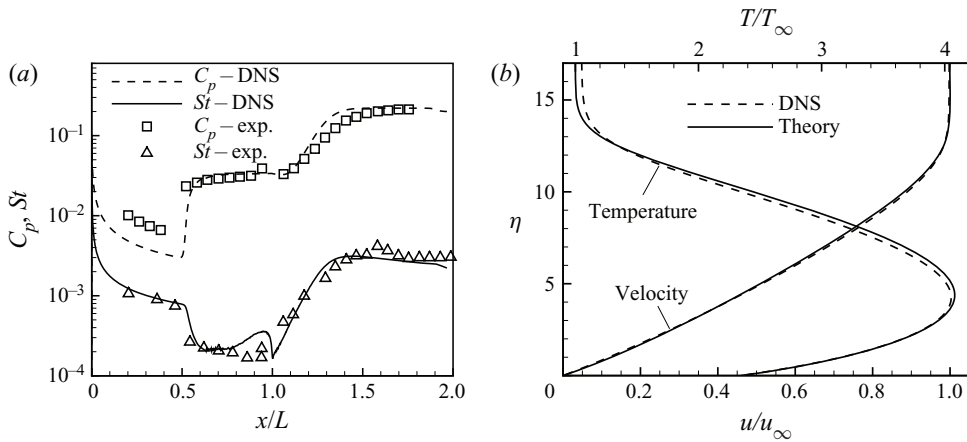 (a)
C_p – DNS
St – DNS
C_p – exp.
St – exp.
10^–1
10^–2
10^–3
10^–4
C_p, St
0 0.5 1.0 1.5 2.0
x/L
(b)
T/T_∞
1 2 3 4
DNS
Theory
Temperature
Velocity
15
10
5
η
0 0.2 0.4 0.6 0.8 1.0
u/u_∞